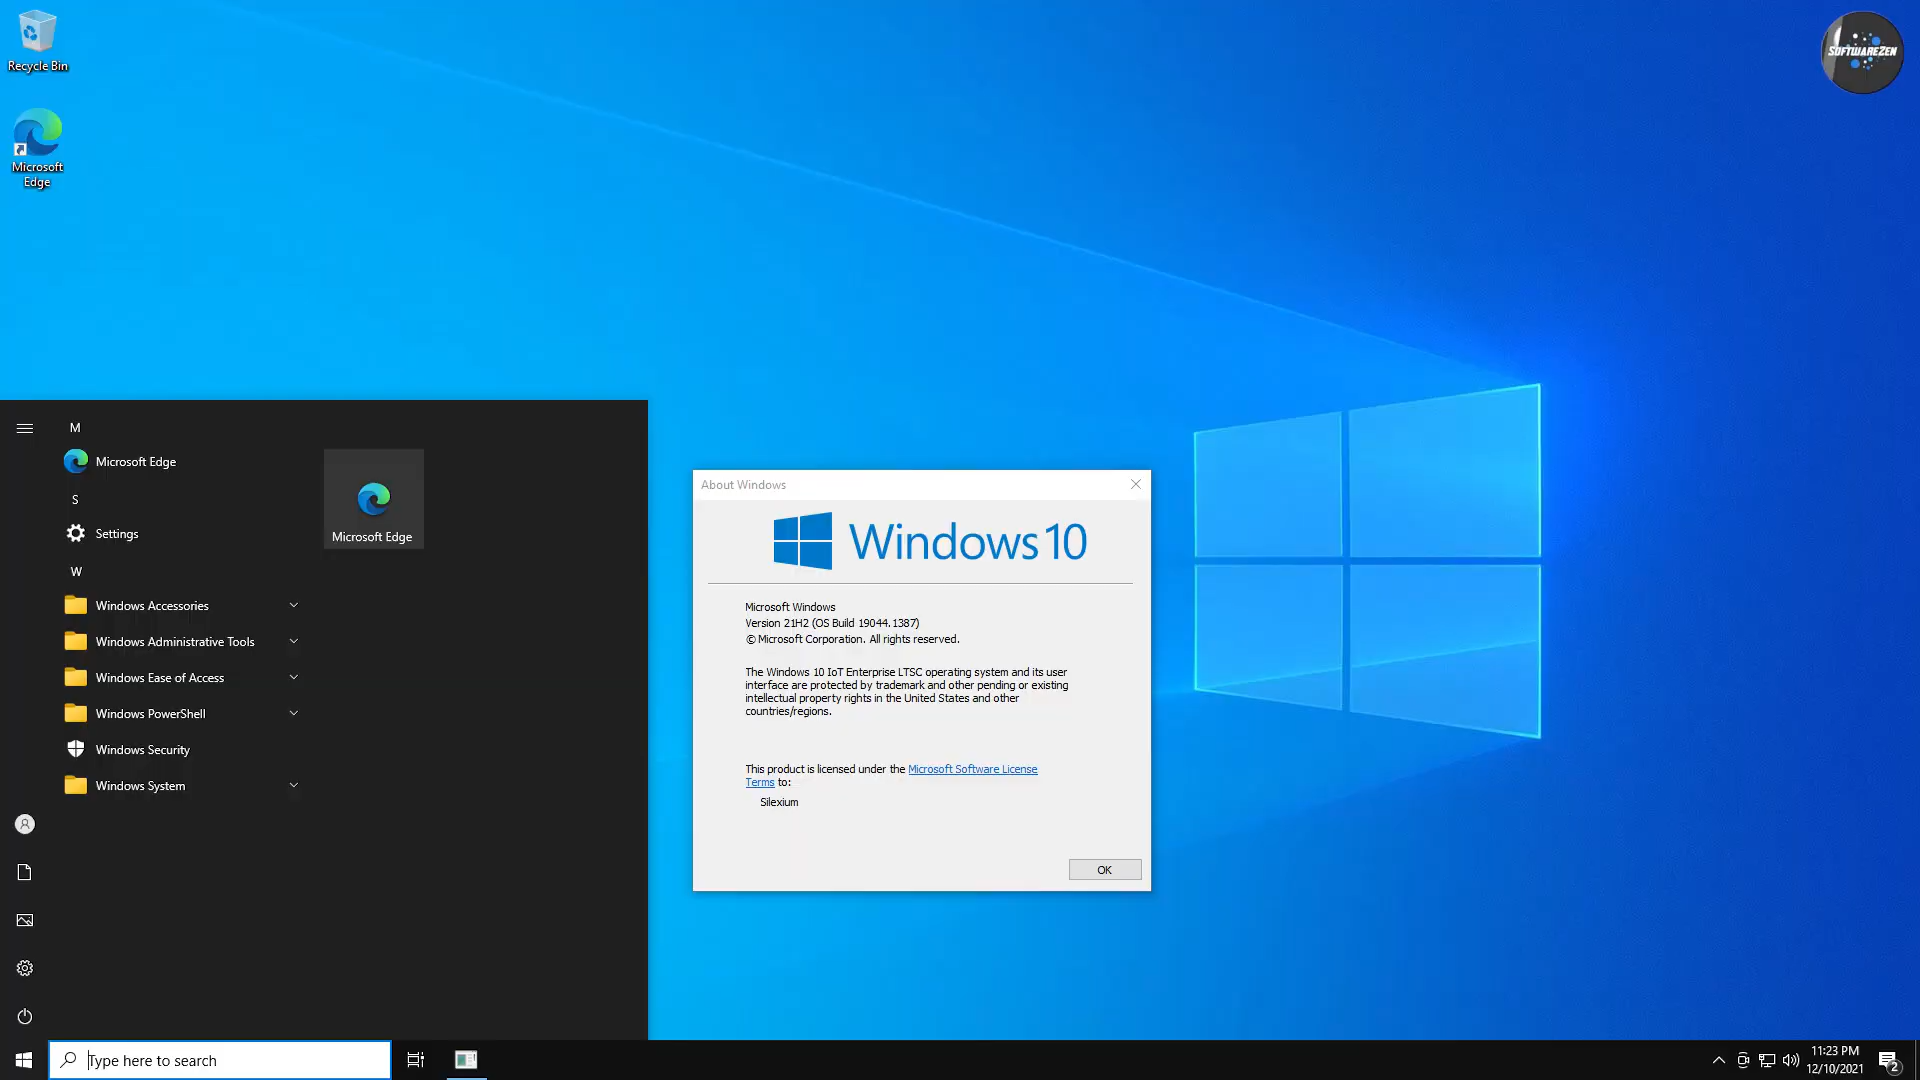 Recycle Bin
Microsoft
Edge
SOFTWAREZEN
M
Microsoft Edge
S
Settings
W
Windows Accessories
Windows Administrative Tools
Windows Ease of Access
Windows PowerShell
Windows Security
Windows System
Microsoft Edge
About Windows
Windows 10
Microsoft Windows
Version 21H2 (OS Build 19044.1387)
© Microsoft Corporation. All rights reserved.
The Windows 10 IoT Enterprise LTSC operating system and its user
interface are protected by trademark and other pending or existing
intellectual property rights in the United States and other
countries/regions.
This product is licensed under the Microsoft Software License
Terms to:
Silexium
OK
Type here to search
11:23 PM
12/10/2021
2